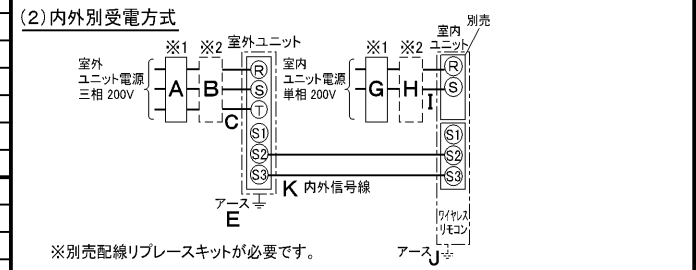 (2)内外別受電方式
※1 ※2 室外ユニット
室外
ユニット電源
三相 200V
A B C
R
S
T
S1
S2
S3
アース
E
※1 ※2
室内
ユニット
別売
室内
ユニット電源
単相 200V
G H I
R
S
S1
S2
S3
K 内外信号線
ワイヤレス
リモコン
アース
J
※別売配線リプレースキットが必要です。